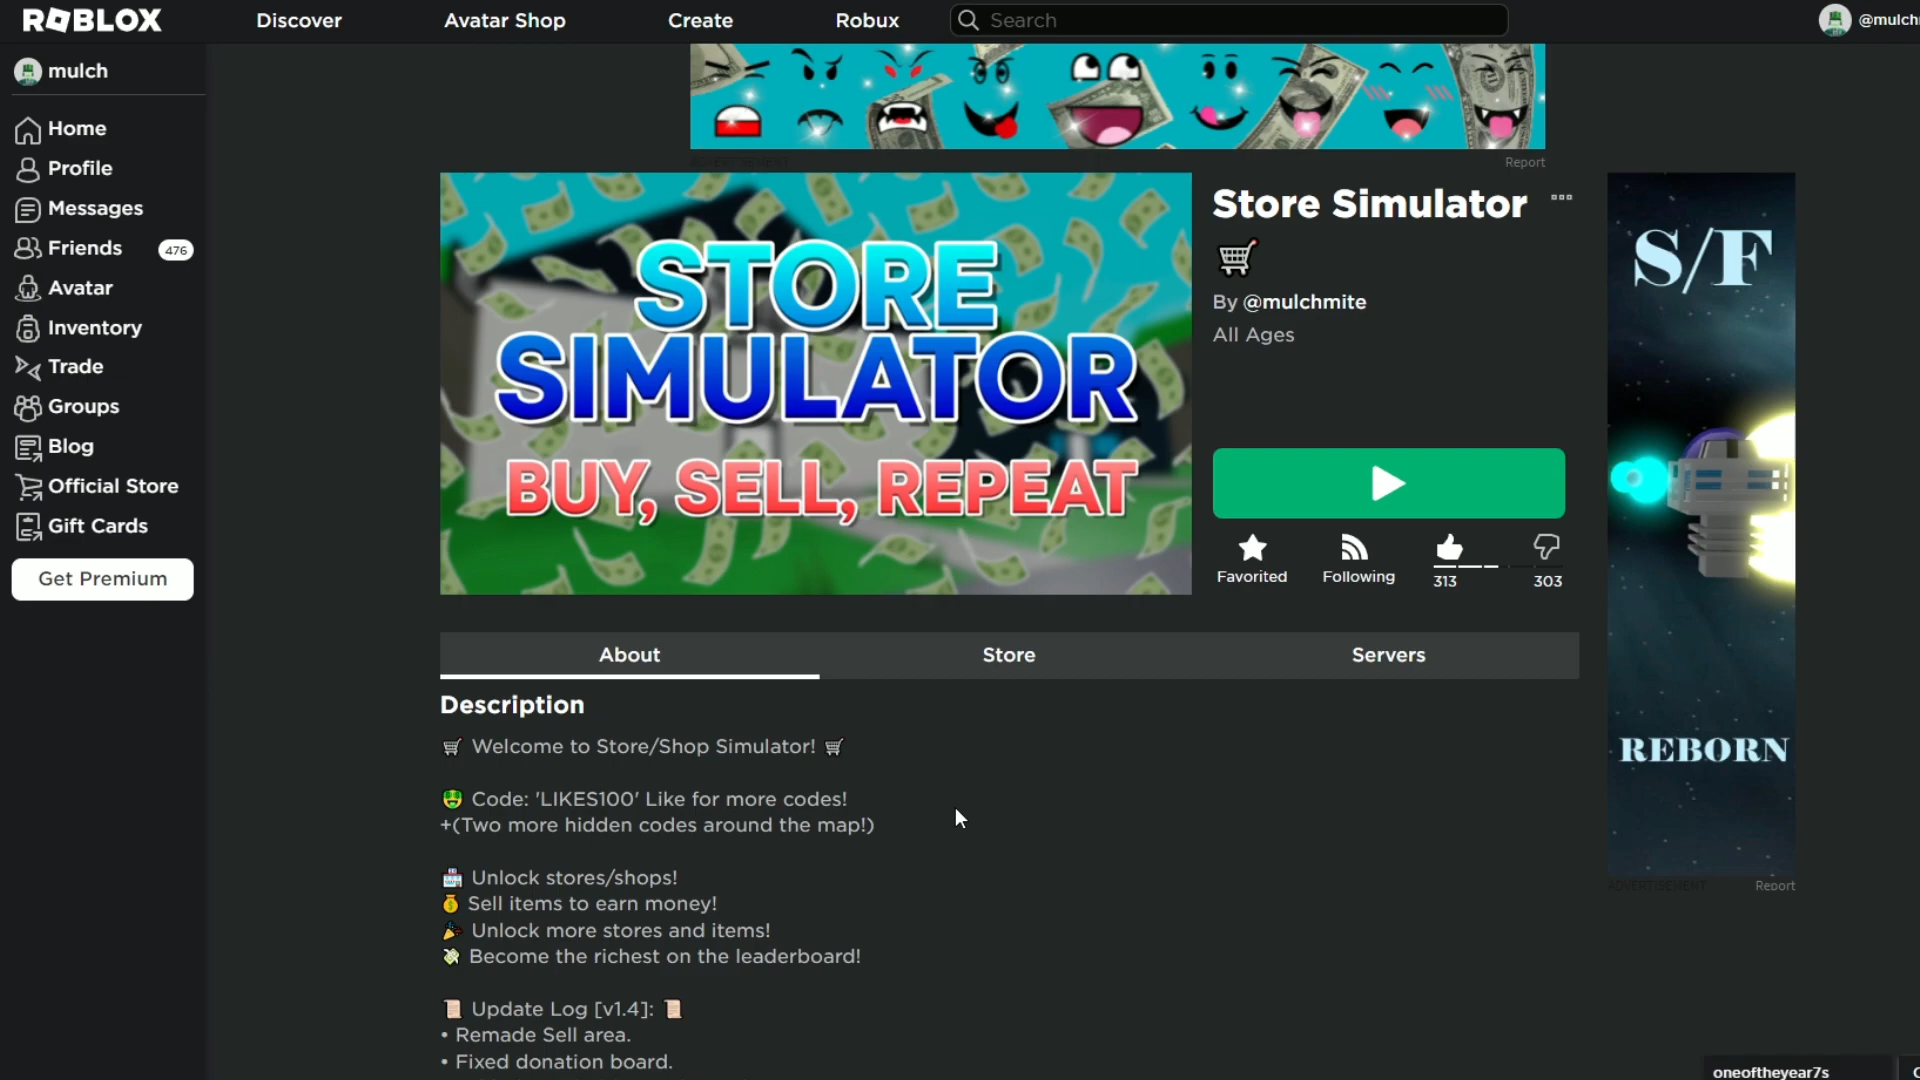 ROBLOX
Discover
Avatar Shop
Create
Robux
Search
mulch
Home
Profile
Messages
Friends
476
Avatar
Inventory
Trade
Groups
Blog
Official Store
Gift Cards
Get Premium
ADVERTISEMENT
Report
STORE
SIMULATOR
BUY, SELL, REPEAT
Store Simulator
By @mulchmite
All Ages
Favorited
Following
313
303
S/F
REBORN
ADVERTISEMENT
Report
About
Store
Servers
Description
Welcome to Store/Shop Simulator!
Code: 'LIKES100' Like for more codes!
+(Two more hidden codes around the map!)
Unlock stores/shops!
Sell items to earn money!
Unlock more stores and items!
Become the richest on the leaderboard!
Update Log [v1.4]:
• Remade Sell area.
• Fixed donation board.
oneoftheyear7s